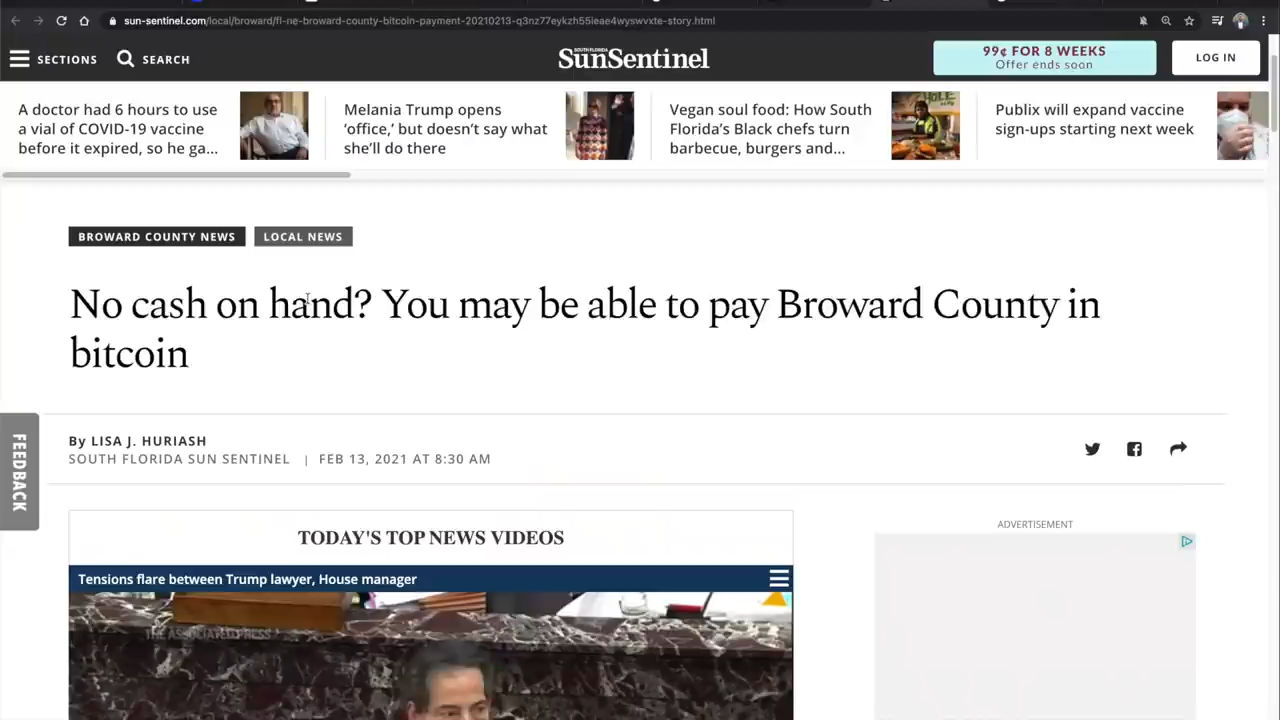 sun-sentinel.com/local/broward/fl-ne-broward-county-bitcoin-payment-20210213-q3nz77eykzh55ieae4wyswvxte-story.html
SECTIONS
SEARCH
SOUTH FLORIDA
SunSentinel
99¢ FOR 8 WEEKS
Offer ends soon
LOG IN
A doctor had 6 hours to use
a vial of COVID-19 vaccine
before it expired, so he ga...
Melania Trump opens
‘office,’ but doesn’t say what
she’ll do there
Vegan soul food: How South
Florida’s Black chefs turn
barbecue, burgers and...
Publix will expand vaccine
sign-ups starting next week
BROWARD COUNTY NEWS
LOCAL NEWS
No cash on hand? You may be able to pay Broward County in
bitcoin
FEEDBACK
By LISA J. HURIASH
SOUTH FLORIDA SUN SENTINEL | FEB 13, 2021 AT 8:30 AM
TODAY'S TOP NEWS VIDEOS
ADVERTISEMENT
Tensions flare between Trump lawyer, House manager
THE ASSOCIATED PRESS